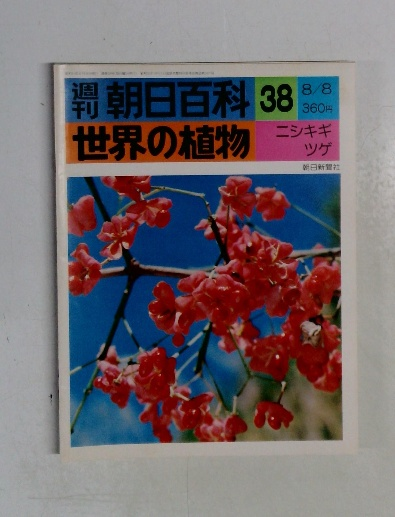 週刊 朝日百科 38 8/8
360円
世界の植物 ニシキギ
ツゲ
朝日新聞社